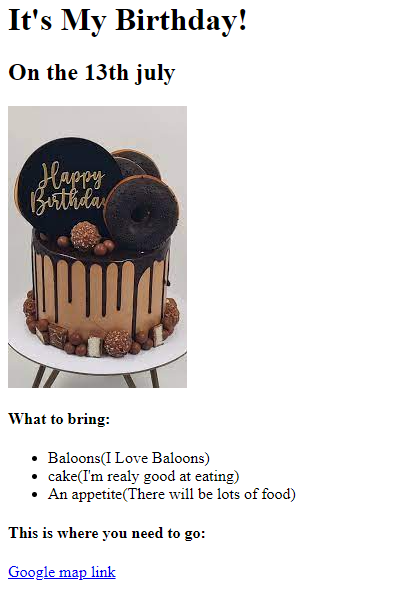 It's My Birthday!
On the 13th july
Happy
Birthday
What to bring:
Baloons(I Love Baloons)
cake(I'm realy good at eating)
An appetite(There will be lots of food)
This is where you need to go:
Google map link